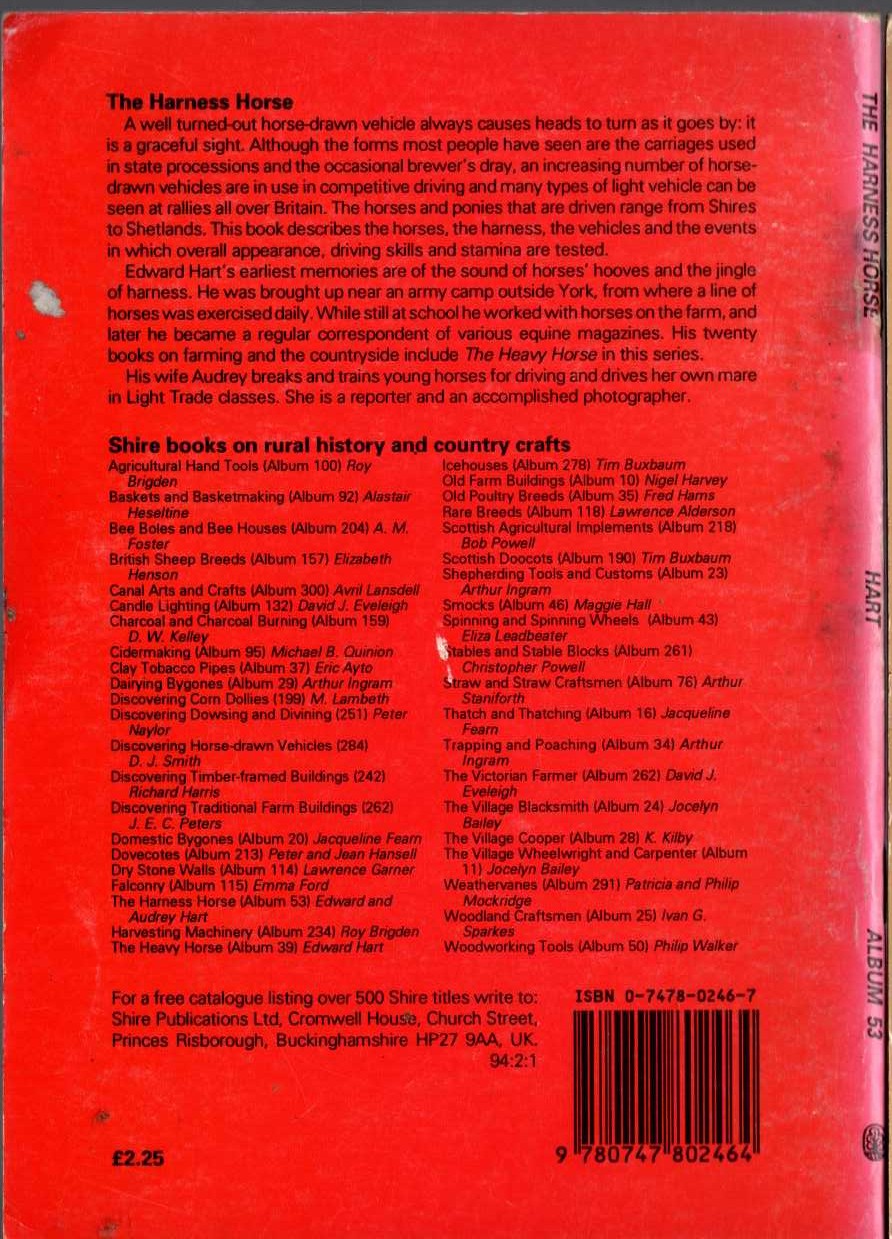 The Harness Horse
A well turned-out horse-drawn vehicle always causes heads to turn as it goes by: it
is a graceful sight. Although the forms most people have seen are the carriages used
in state processions and the occasional brewer's dray, an increasing number of horse-
drawn vehicles are in use in competitive driving and many types of light vehicle can be
seen at rallies all over Britain. The horses and ponies that are driven range from Shires
to Shetlands. This book describes the horses, the harness, the vehicles and the events
in which overall appearance, driving skills and stamina are tested.
Edward Hart's earliest memories are of the sound of horses' hooves and the jingle
of harness. He was brought up near an army camp outside York, from where a line of
horses was exercised daily. While still at school he worked with horses on the farm, and
later he became a regular correspondent of various equine magazines. His twenty
books on farming and the countryside include The Heavy Horse in this series.
His wife Audrey breaks and trains young horses for driving and drives her own mare
in Light Trade classes. She is a reporter and an accomplished photographer.
Shire books on rural history and country crafts
Agricultural Hand Tools (Album 100) Roy
Brigden
Baskets and Basketmaking (Album 92) Alastair
Heseltine
Bee Boles and Bee Houses (Album 204) A. M.
Foster
British Sheep Breeds (Album 157) Elizabeth
Henson
Canal Arts and Crafts (Album 300) Avril Lansdell
Candle Lighting (Album 132) David J. Eveleigh
Charcoal and Charcoal Burning (Album 159)
D. W. Kelley
Cidermaking (Album 95) Michael B. Quinion
Clay Tobacco Pipes (Album 37) Eric Ayto
Dairying Bygones (Album 29) Arthur Ingram
Discovering Corn Dollies (199) M. Lambeth
Discovering Dowsing and Divining (251) Peter
Naylor
Discovering Horse-drawn Vehicles (284)
D. J. Smith
Discovering Timber-framed Buildings (242)
Richard Harris
Discovering Traditional Farm Buildings (262)
J. E. C. Peters
Domestic Bygones (Album 20) Jacqueline Fearn
Dovecotes (Album 213) Peter and Jean Hansell
Dry Stone Walls (Album 114) Lawrence Garner
Falconry (Album 115) Emma Ford
The Harness Horse (Album 53) Edward and
Audrey Hart
Harvesting Machinery (Album 234) Roy Brigden
The Heavy Horse (Album 39) Edward Hart
Icehouses (Album 278) Tim Buxbaum
Old Farm Buildings (Album 10) Nigel Harvey
Old Poultry Breeds (Album 35) Fred Hams
Rare Breeds (Album 118) Lawrence Alderson
Scottish Agricultural Implements (Album 218)
Bob Powell
Scottish Doocots (Album 190) Tim Buxbaum
Shepherding Tools and Customs (Album 23)
Arthur Ingram
Smocks (Album 46) Maggie Hall
Spinning and Spinning Wheels (Album 43)
Eliza Leadbeater
Stables and Stable Blocks (Album 261)
Christopher Powell
Straw and Straw Craftsmen (Album 76) Arthur
Staniforth
Thatch and Thatching (Album 16) Jacqueline
Fearn
Trapping and Poaching (Album 34) Arthur
Ingram
The Victorian Farmer (Album 262) David J.
Eveleigh
The Village Blacksmith (Album 24) Jocelyn
Bailey
The Village Cooper (Album 28) K. Kilby
The Village Wheelwright and Carpenter (Album
11) Jocelyn Bailey
Weathervanes (Album 291) Patricia and Philip
Mockridge
Woodland Craftsmen (Album 25) Ivan G.
Sparkes
Woodworking Tools (Album 50) Philip Walker
For a free catalogue listing over 500 Shire titles write to:
Shire Publications Ltd, Cromwell House, Church Street,
Princes Risborough, Buckinghamshire HP27 9AA, UK.
94:2:1
£2.25
ISBN 0-7478-0246-7
9 780747 802464
THE HARNESS HORSE
HART
ALBUM 53